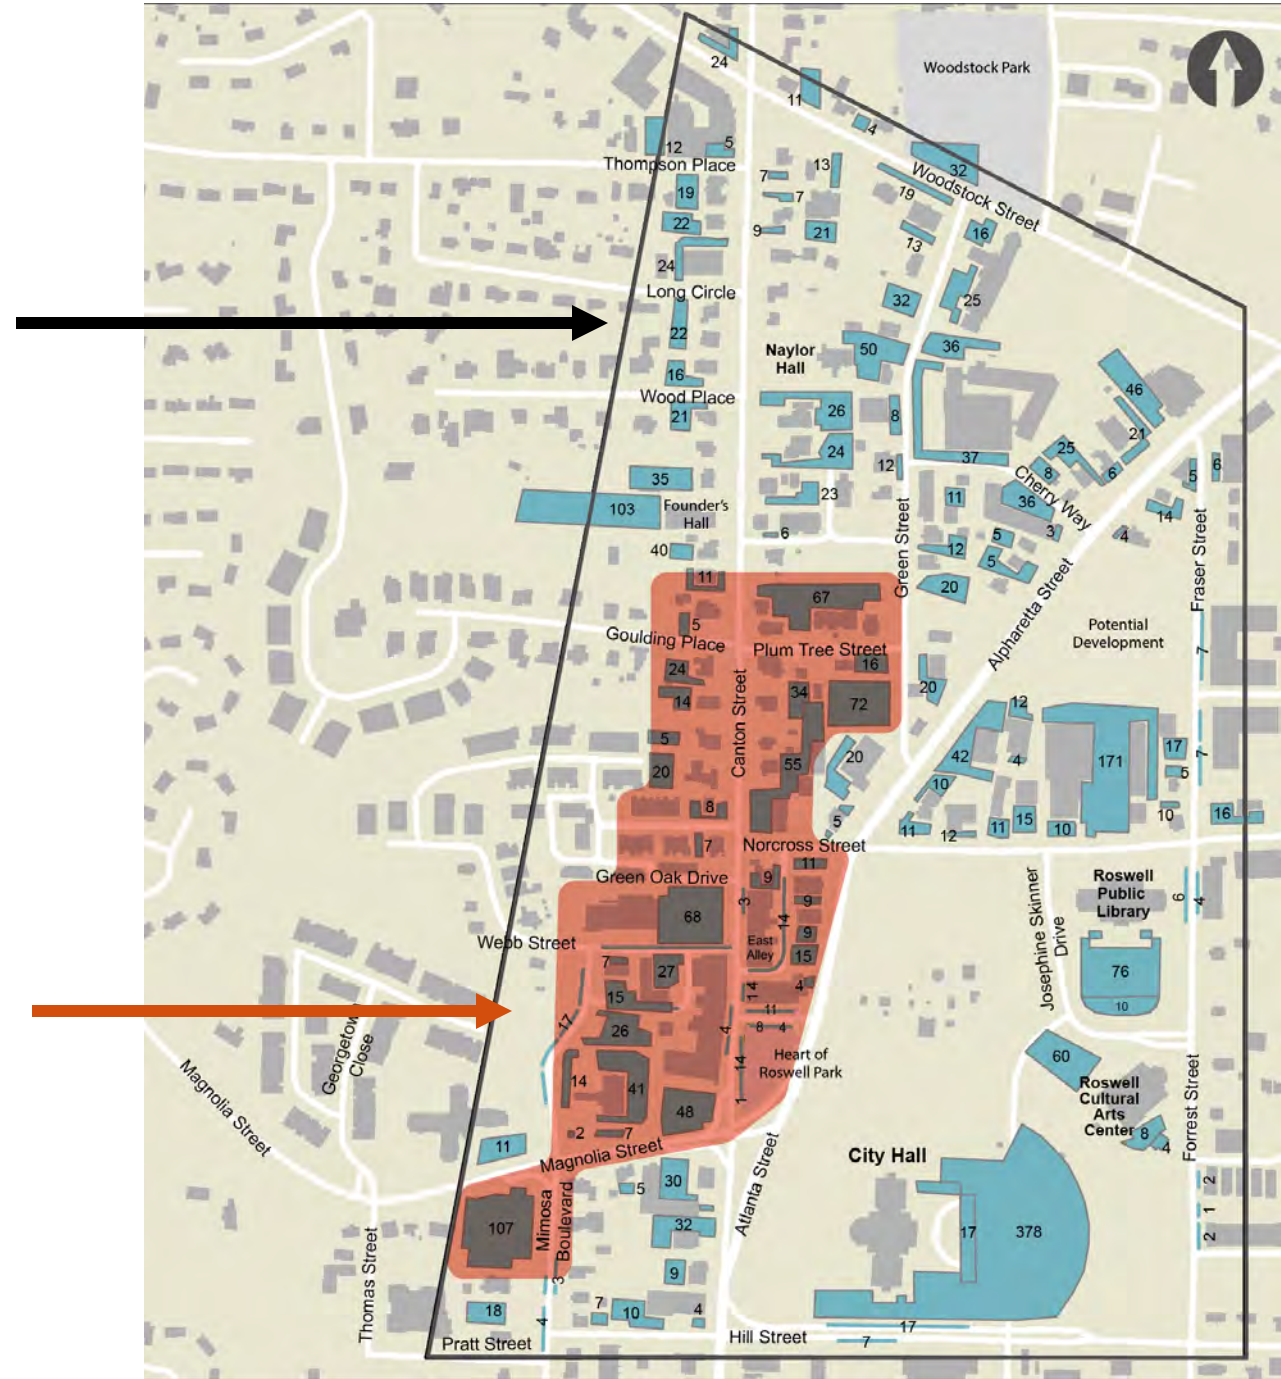 Woodstock Park
24
11
4
12
5
Thompson Place
32
Woodstock Street
7
13
19
19
7
22
9
21
13
16
24
Long Circle
32
25
22
Naylor
Hall
50
36
16
46
Wood Place
21
26
8
21
24
25
12
37
8
6
5
6
35
Cherry Way
103
Founder's
Hall
23
11
36
14
6
3
4
40
5
12
5
Green Street
Alpharetta Street
Fraser Street
11
67
20
5
Goulding Place
Plum Tree Street
Potential
Development
7
24
16
20
14
34
72
12
Canton Street
5
20
42
4
171
17
7
20
55
10
5
8
5
11
12
11
15
10
10
16
7
Norcross Street
11
Green Oak Drive
9
Roswell
Public
Library
Josephine Skinner
Drive
6
4
68
3
14
9
9
Webb Street
East
Alley
15
7
27
76
10
15
14
4
17
26
11
8
4
4
Georgetown
Close
Heart of
Roswell Park
60
14
14
41
Roswell
Cultural
Arts
Center
Magnolia Street
48
1
8
4
Forrest Street
2
7
11
Magnolia Street
City Hall
Atlanta Street
30
5
2
107
Mimosa
Boulevard
32
17
378
1
2
Thomas Street
9
3
18
4
7
10
4
17
Pratt Street
Hill Street
7